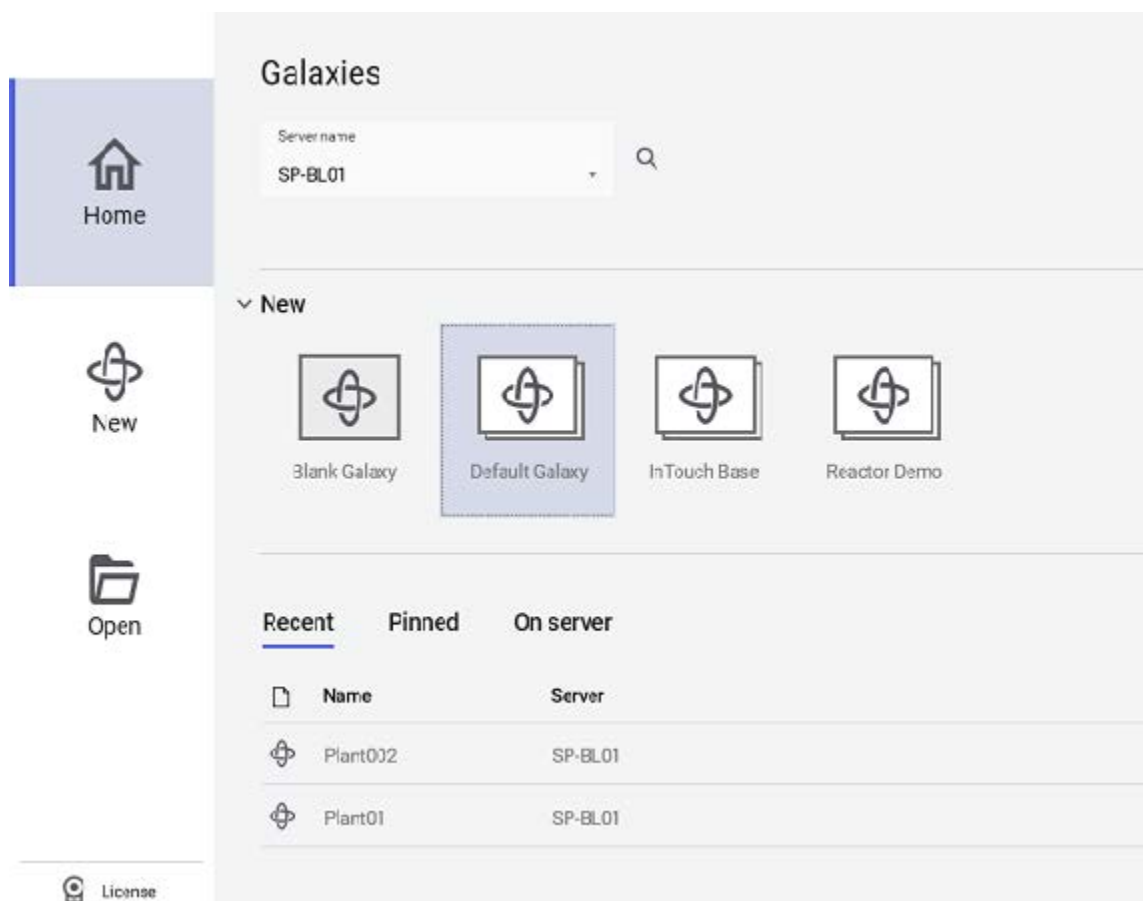 Galaxies
Server name
SP-BL01
Home
New
New
Blank Galaxy
Default Galaxy
InTouch Base
Reactor Demo
Open
Recent
Pinned
On server
Name
Server
Plant002
SP-BL01
Plant01
SP-BL01
License